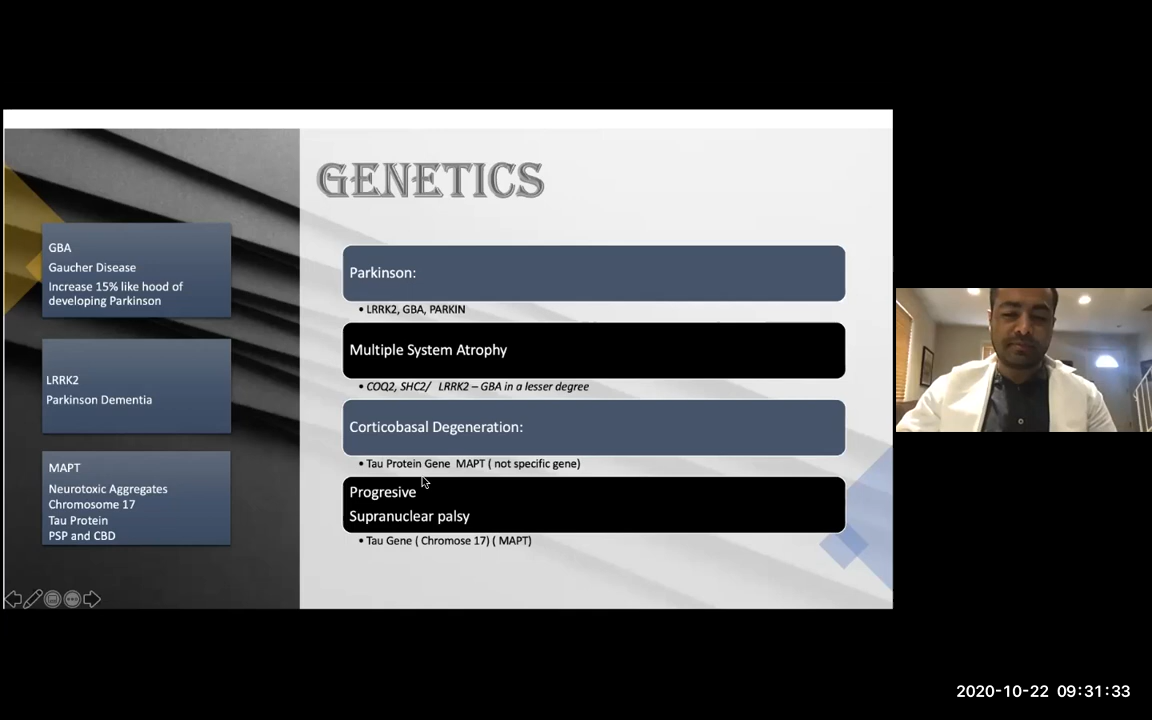 GENETICS
GBA
Gaucher Disease
Increase 15% like hood of
developing Parkinson
LRRK2
Parkinson Dementia
MAPT
Neurotoxic Aggregates
Chromosome 17
Tau Protein
PSP and CBD
Parkinson:
• LRRK2, GBA, PARKIN
Multiple System Atrophy
• COQ2, SHC2/ LRRK2 – GBA in a lesser degree
Corticobasal Degeneration:
• Tau Protein Gene MAPT ( not specific gene)
Progresive
Supranuclear palsy
• Tau Gene ( Chromose 17) ( MAPT)
2020-10-22 09:31:33